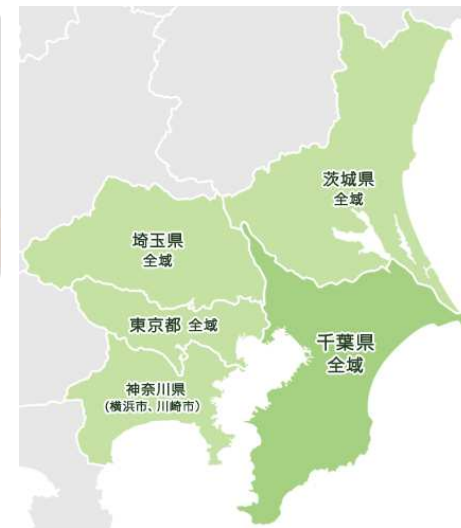 茨城県
全域
埼玉県
全域
東京都 全域
千葉県
全域
神奈川県
(横浜市、川崎市)